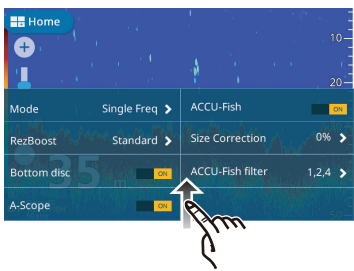 Home
10
20
Mode Single Freq
ACCU-Fish ON
RezBoost Standard
Size Correction 0%
Bottom disc ON
ACCU-Fish filter 1,2,4
A-Scope ON
35